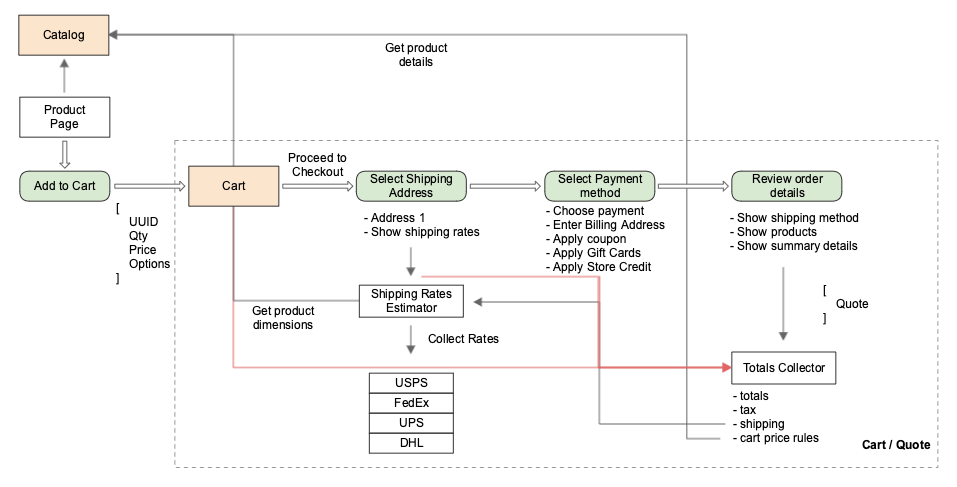 Catalog
Get product
details
Product
Page
Add to Cart
[
UUID
Qty
Price
Options
]
Cart
Proceed to
Checkout
Select Shipping
Address
- Address 1
- Show shipping rates
Select Payment
method
- Choose payment
- Enter Billing Address
- Apply coupon
- Apply Gift Cards
- Apply Store Credit
Review order
details
- Show shipping method
- Show products
- Show summary details
[
Quote
]
Shipping Rates
Estimator
Get product
dimensions
Collect Rates
USPS
FedEx
UPS
DHL
Totals Collector
- totals
- tax
- shipping
- cart price rules
Cart / Quote